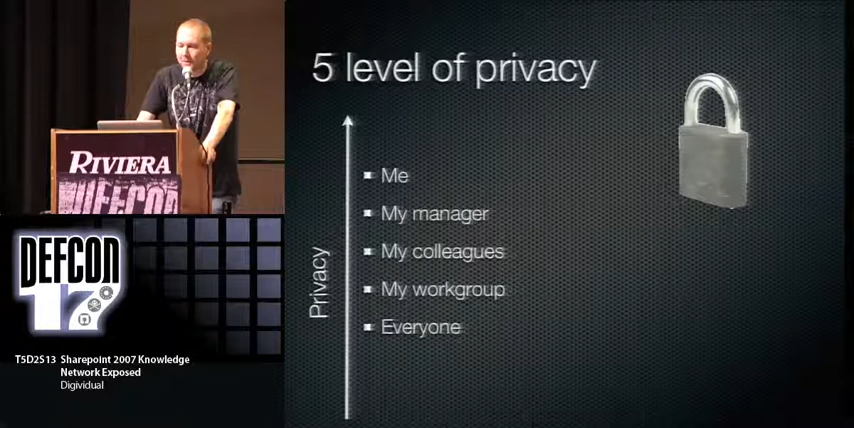 5 level of privacy
Me
My manager
My colleagues
My workgroup
Everyone
Privacy
RIVIERA
DEFCON
DEFCON
17
T5D2S13 Sharepoint 2007 Knowledge
Network Exposed
Digividual